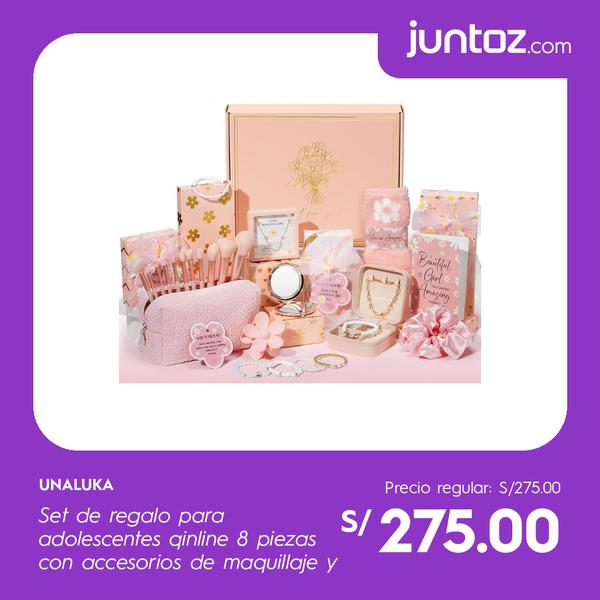 juntoz.com
Beautiful
Girl
Amazing
UNALUKA
Precio regular: S/275.00
Set de regalo para
adolescentes qinline 8 piezas
con accesorios de maquillaje y
S/ 275.00